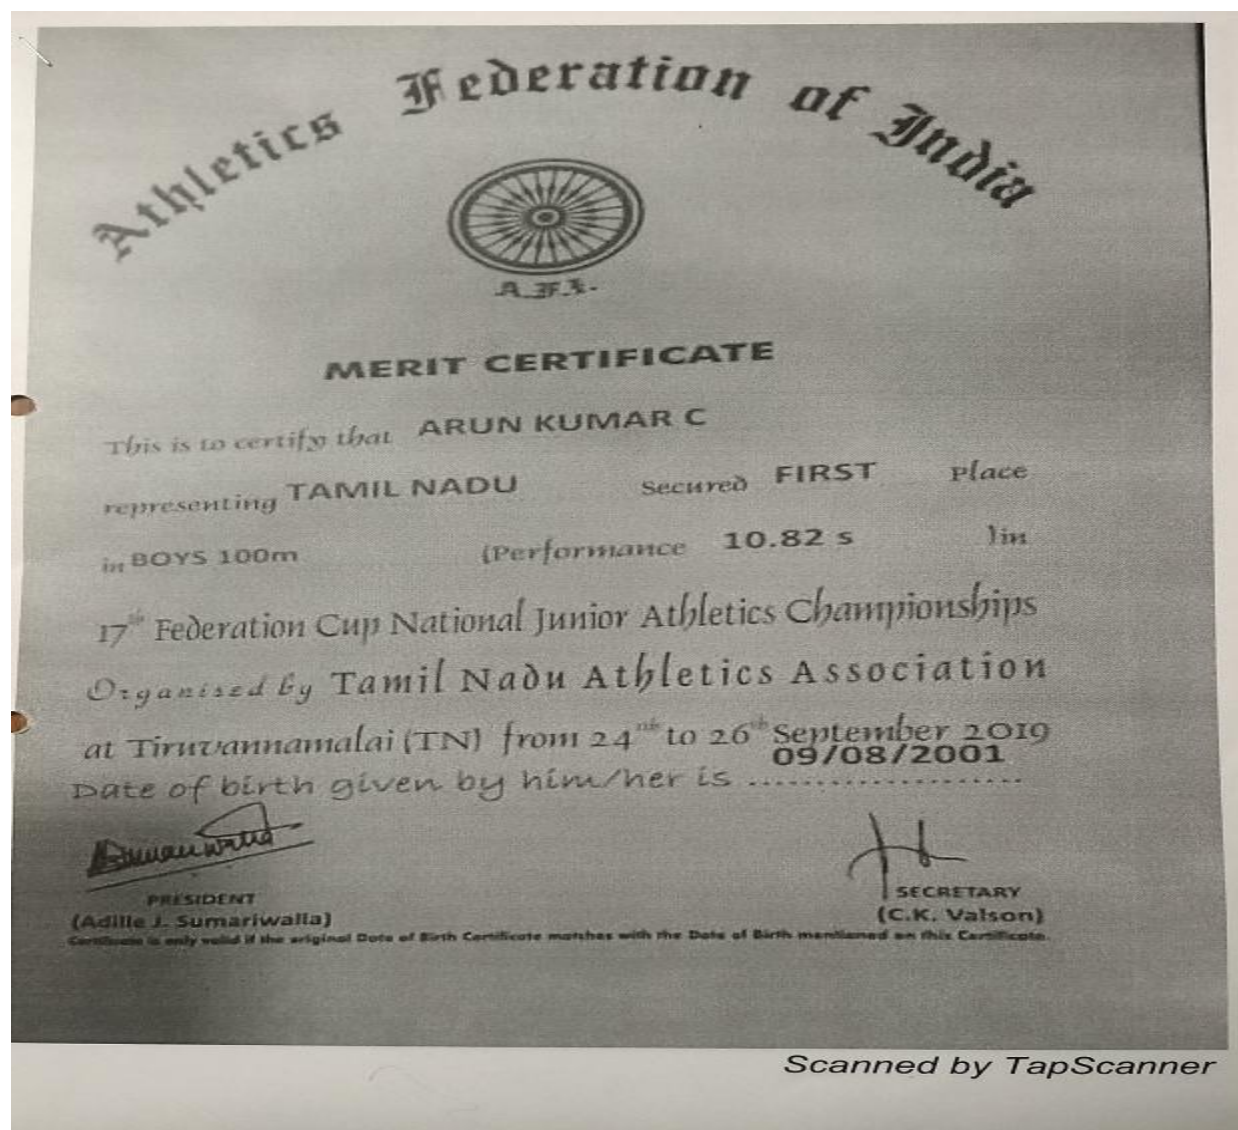 Athletics Federation of India
A.F.I.
MERIT CERTIFICATE
This is to certify that ARUN KUMAR C
representing TAMIL NADU Secured FIRST Place
in BOYS 100m (Performance 10.82 s )in
17th Federation Cup National Junior Athletics Championships
Organised by Tamil Nadu Athletics Association
at Tiruvannamalai (TN) from 24th to 26th September 2019
09/08/2001
Date of birth given by him/her is ......................
PRESIDENT
SECRETARY
(Adille J. Sumariwalla)
(C.K. Valson)
Certificate is only valid if the original Date of Birth Certificate matches with the Date of Birth mentioned on this Certificate.
Scanned by TapScanner